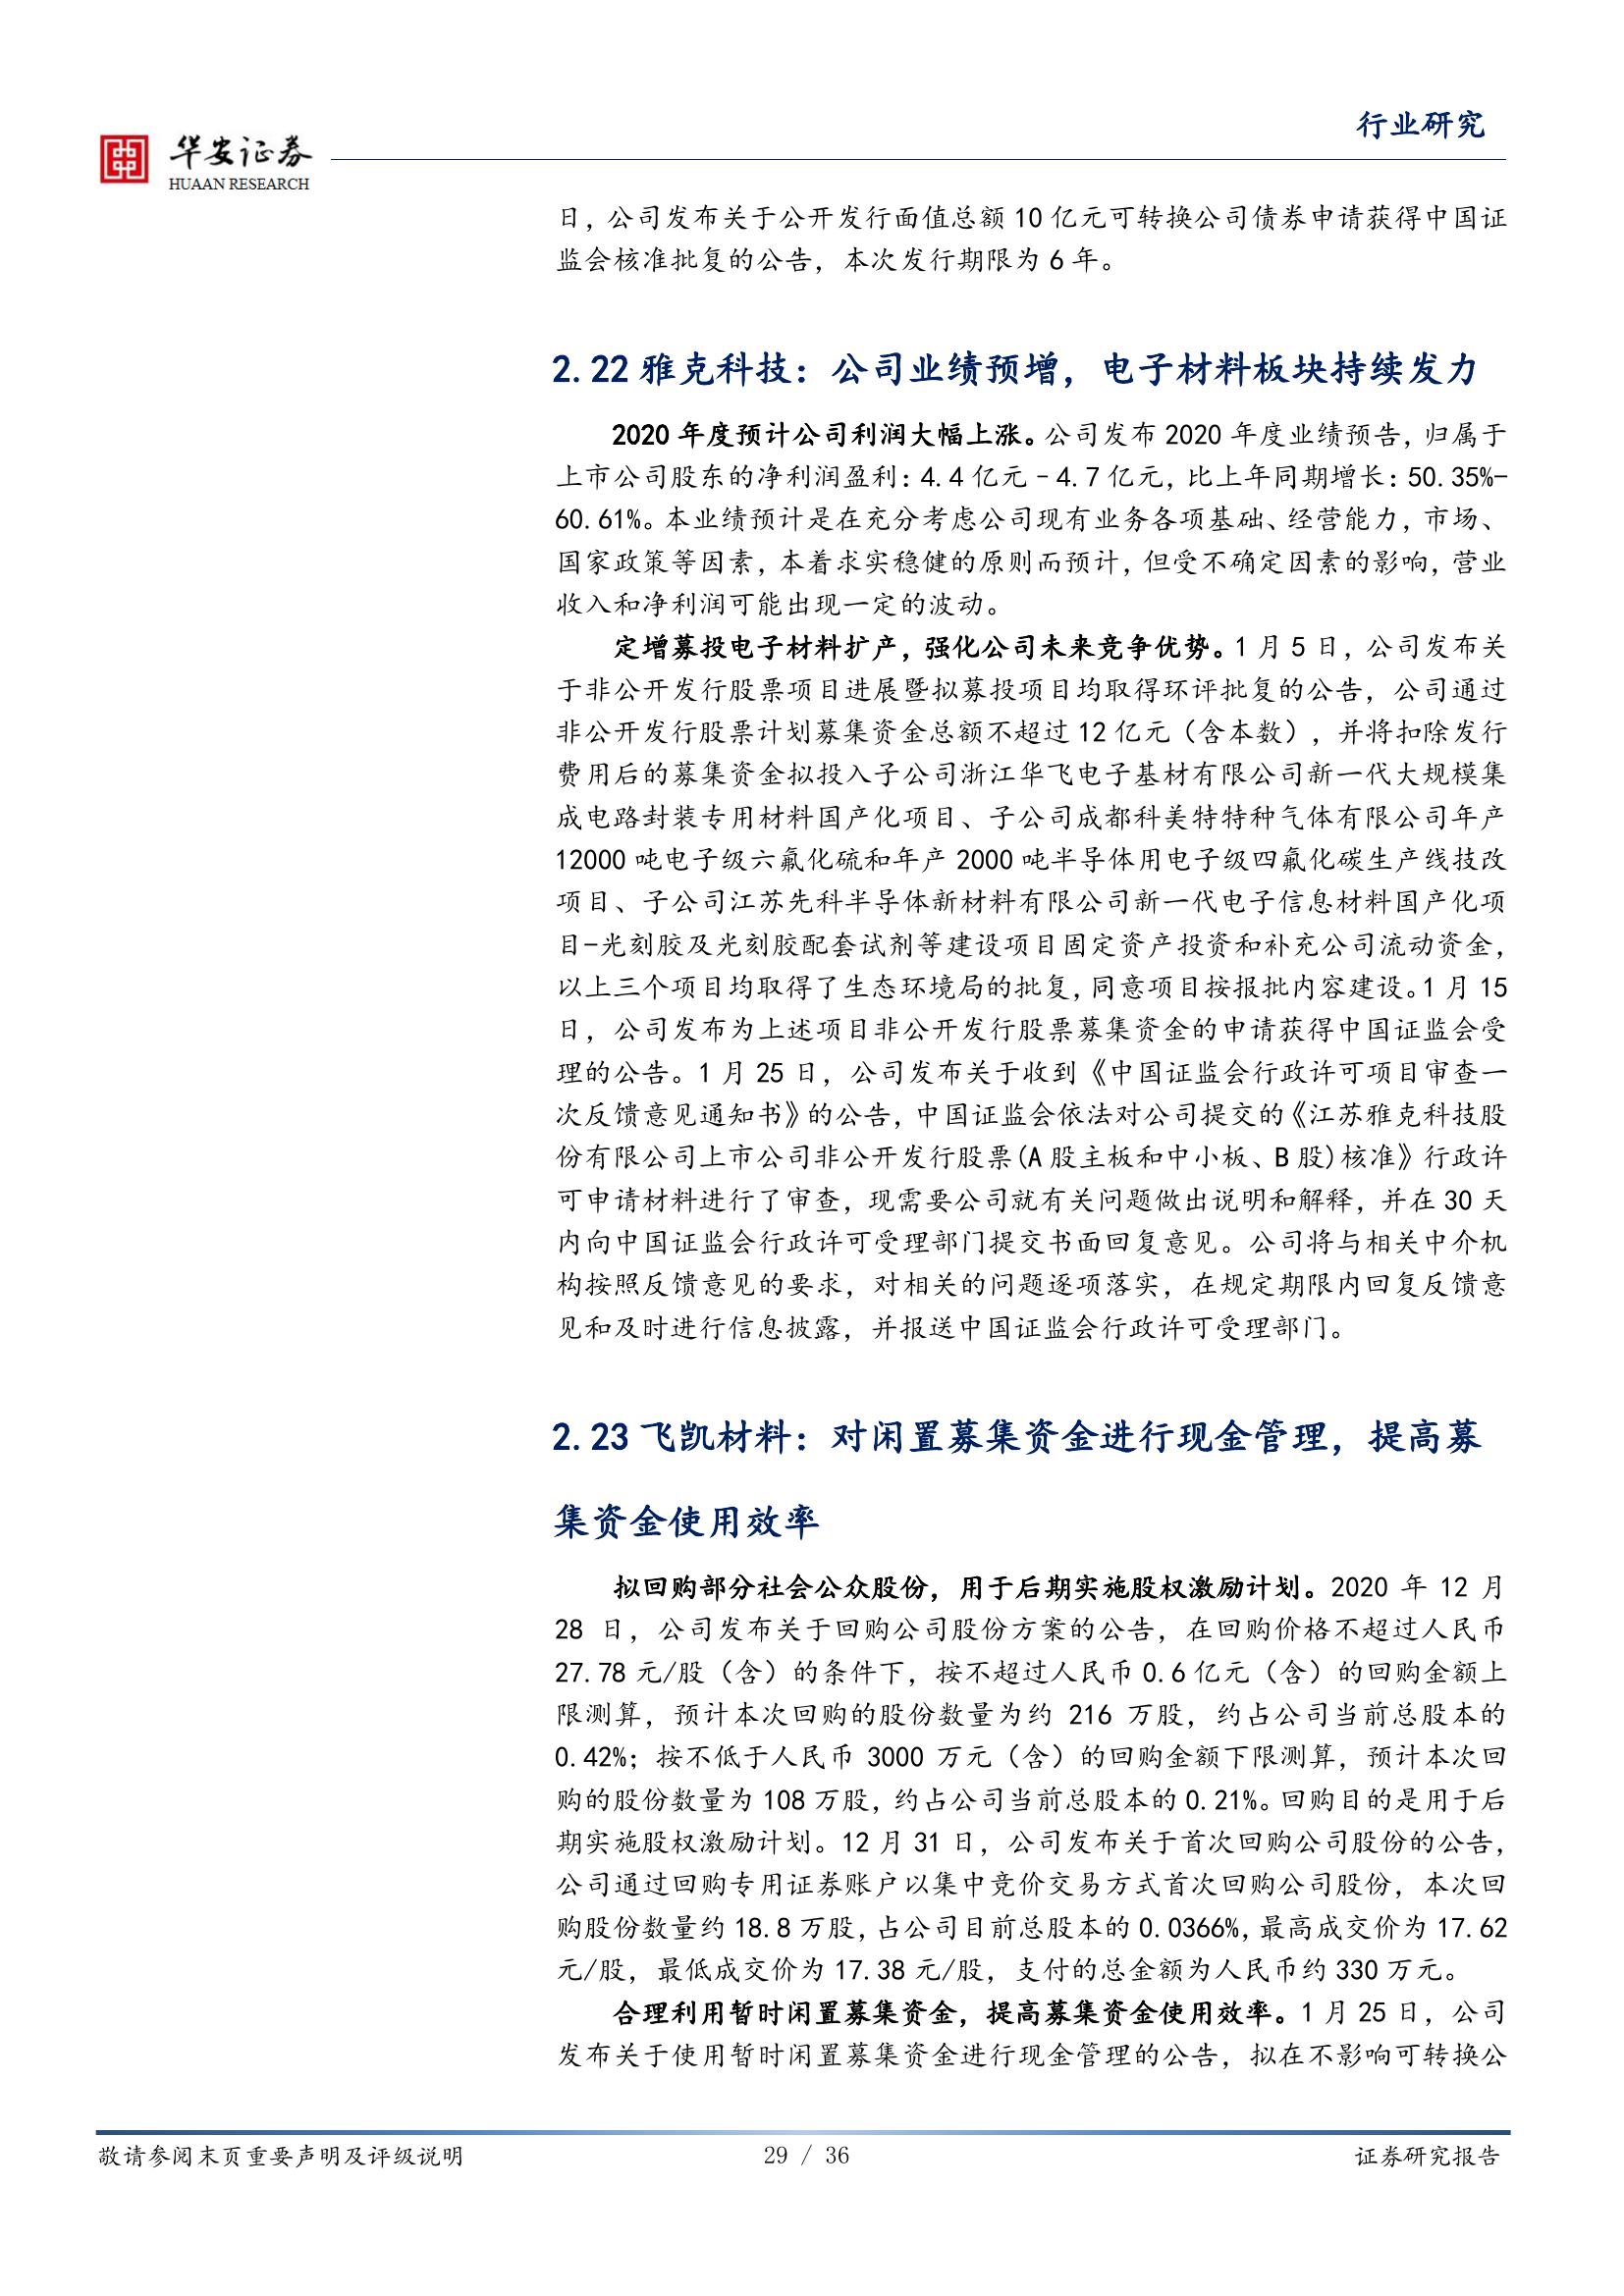 行业研究
华安证券
HUAAN RESEARCH
日，公司发布关于公开发行面值总额 10 亿元可转换公司债券申请获得中国证
监会核准批复的公告，本次发行期限为 6 年。
2.22 雅克科技：公司业绩预增，电子材料板块持续发力
2020 年度预计公司利润大幅上涨。公司发布 2020 年度业绩预告，归属于
上市公司股东的净利润盈利：4.4 亿元–4.7 亿元，比上年同期增长：50.35%-
60.61%。本业绩预计是在充分考虑公司现有业务各项基础、经营能力，市场、
国家政策等因素，本着求实稳健的原则而预计，但受不确定因素的影响，营业
收入和净利润可能出现一定的波动。
定增募投电子材料扩产，强化公司未来竞争优势。1 月 5 日，公司发布关
于非公开发行股票项目进展暨拟募投项目均取得环评批复的公告，公司通过
非公开发行股票计划募集资金总额不超过 12 亿元（含本数），并将扣除发行
费用后的募集资金拟投入子公司浙江华飞电子基材有限公司新一代大规模集
成电路封装专用材料国产化项目、子公司成都科美特特种气体有限公司年产
12000 吨电子级六氟化硫和年产 2000 吨半导体用电子级四氟化碳生产线技改
项目、子公司江苏先科半导体新材料有限公司新一代电子信息材料国产化项
目-光刻胶及光刻胶配套试剂等建设项目固定资产投资和补充公司流动资金，
以上三个项目均取得了生态环境局的批复，同意项目按报批内容建设。1 月 15
日，公司发布为上述项目非公开发行股票募集资金的申请获得中国证监会受
理的公告。1 月 25 日，公司发布关于收到《中国证监会行政许可项目审查一
次反馈意见通知书》的公告，中国证监会依法对公司提交的《江苏雅克科技股
份有限公司上市公司非公开发行股票(A 股主板和中小板、B 股)核准》行政许
可申请材料进行了审查，现需要公司就有关问题做出说明和解释，并在 30 天
内向中国证监会行政许可受理部门提交书面回复意见。公司将与相关中介机
构按照反馈意见的要求，对相关的问题逐项落实，在规定期限内回复反馈意
见和及时进行信息披露，并报送中国证监会行政许可受理部门。
2.23 飞凯材料：对闲置募集资金进行现金管理，提高募
集资金使用效率
拟回购部分社会公众股份，用于后期实施股权激励计划。2020 年 12 月
28 日，公司发布关于回购公司股份方案的公告，在回购价格不超过人民币
27.78 元/股（含）的条件下，按不超过人民币 0.6 亿元（含）的回购金额上
限测算，预计本次回购的股份数量为约 216 万股，约占公司当前总股本的
0.42%；按不低于人民币 3000 万元（含）的回购金额下限测算，预计本次回
购的股份数量为 108 万股，约占公司当前总股本的 0.21%。回购目的是用于后
期实施股权激励计划。12 月 31 日，公司发布关于首次回购公司股份的公告，
公司通过回购专用证券账户以集中竞价交易方式首次回购公司股份，本次回
购股份数量约 18.8 万股，占公司目前总股本的 0.0366%，最高成交价为 17.62
元/股，最低成交价为 17.38 元/股，支付的总金额为人民币约 330 万元。
合理利用暂时闲置募集资金，提高募集资金使用效率。1 月 25 日，公司
发布关于使用暂时闲置募集资金进行现金管理的公告，拟在不影响可转换公
敬请参阅末页重要声明及评级说明
29 / 36
证券研究报告